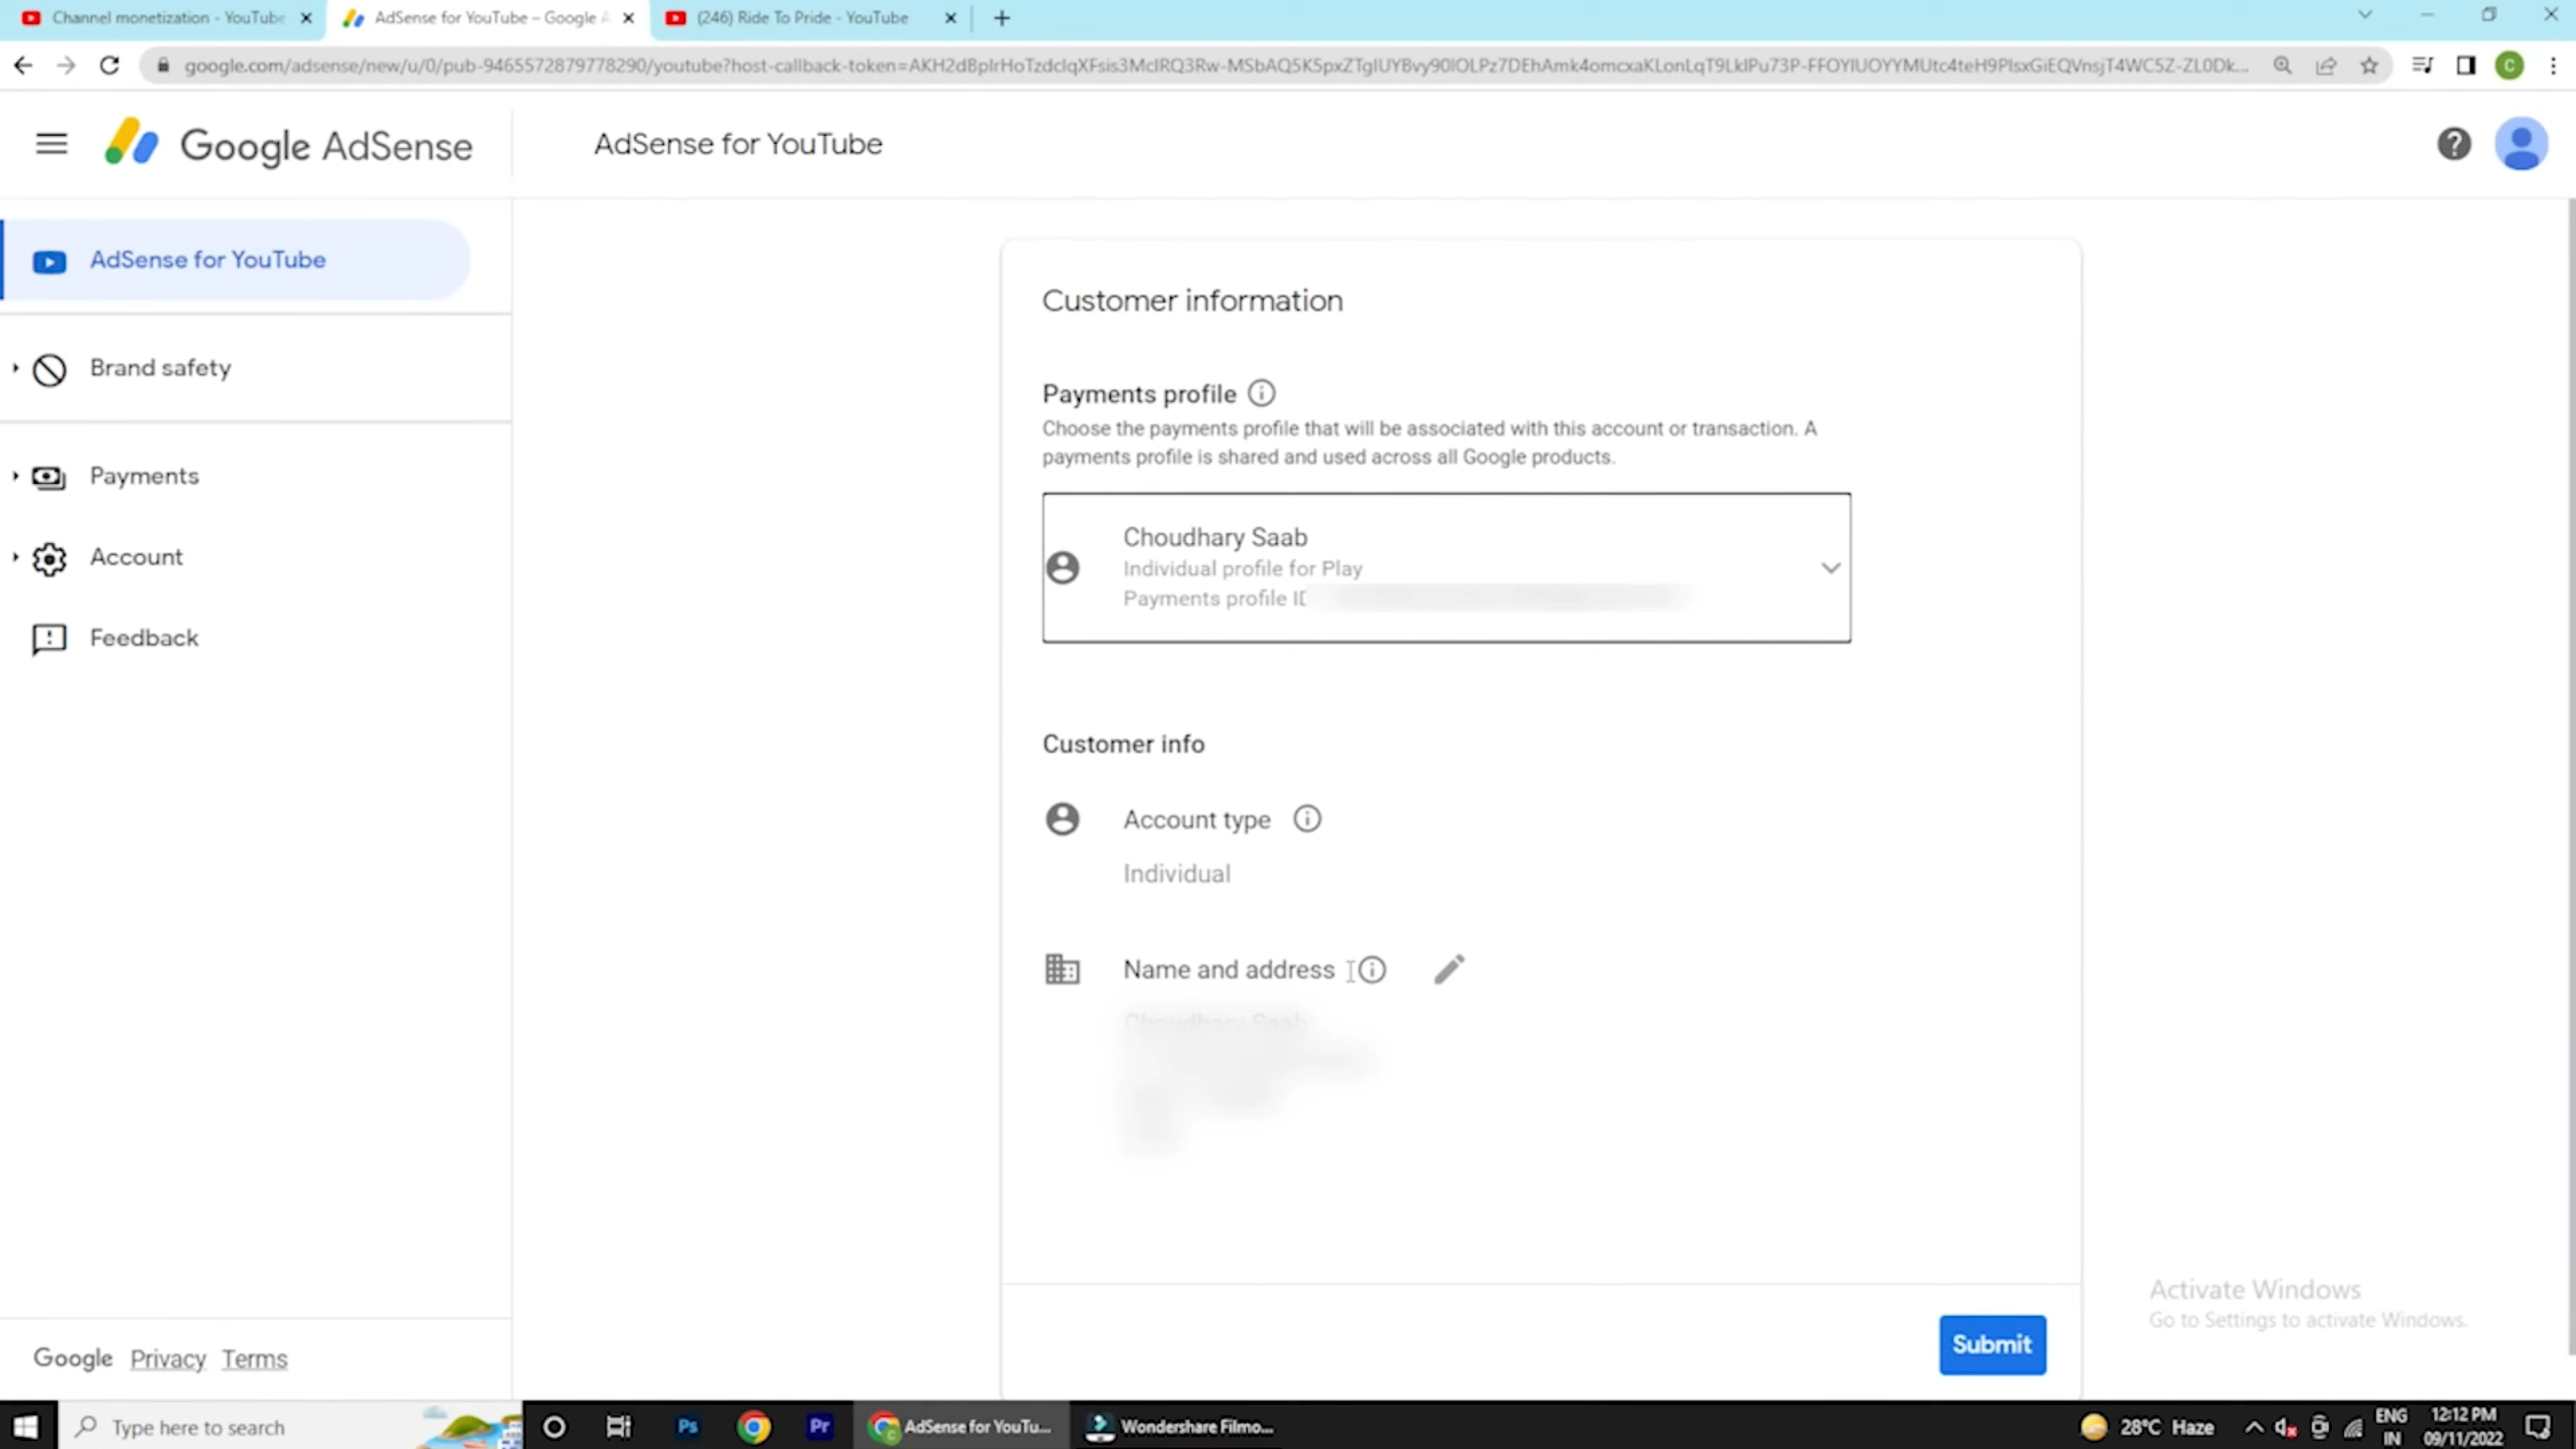 Channel monetization - YouTube
AdSense for YouTube – Google A
(246) Ride To Pride - YouTube
C
Google AdSense
AdSense for YouTube
AdSense for YouTube
Brand safety
Payments
Account
Feedback
Customer information
Payments profile
Choose the payments profile that will be associated with this account or transaction. A
payments profile is shared and used across all Google products.
Choudhary Saab
Individual profile for Play
Payments profile ID
Customer info
Account type
Individual
Name and address
Choudhary Saab
Submit
Activate Windows
Go to Settings to activate Windows.
Google Privacy Terms
Type here to search
Ps
Pr
AdSense for YouTu...
Wondershare Filmo...
28°C Haze
ENG
IN
12:12 PM
09/11/2022